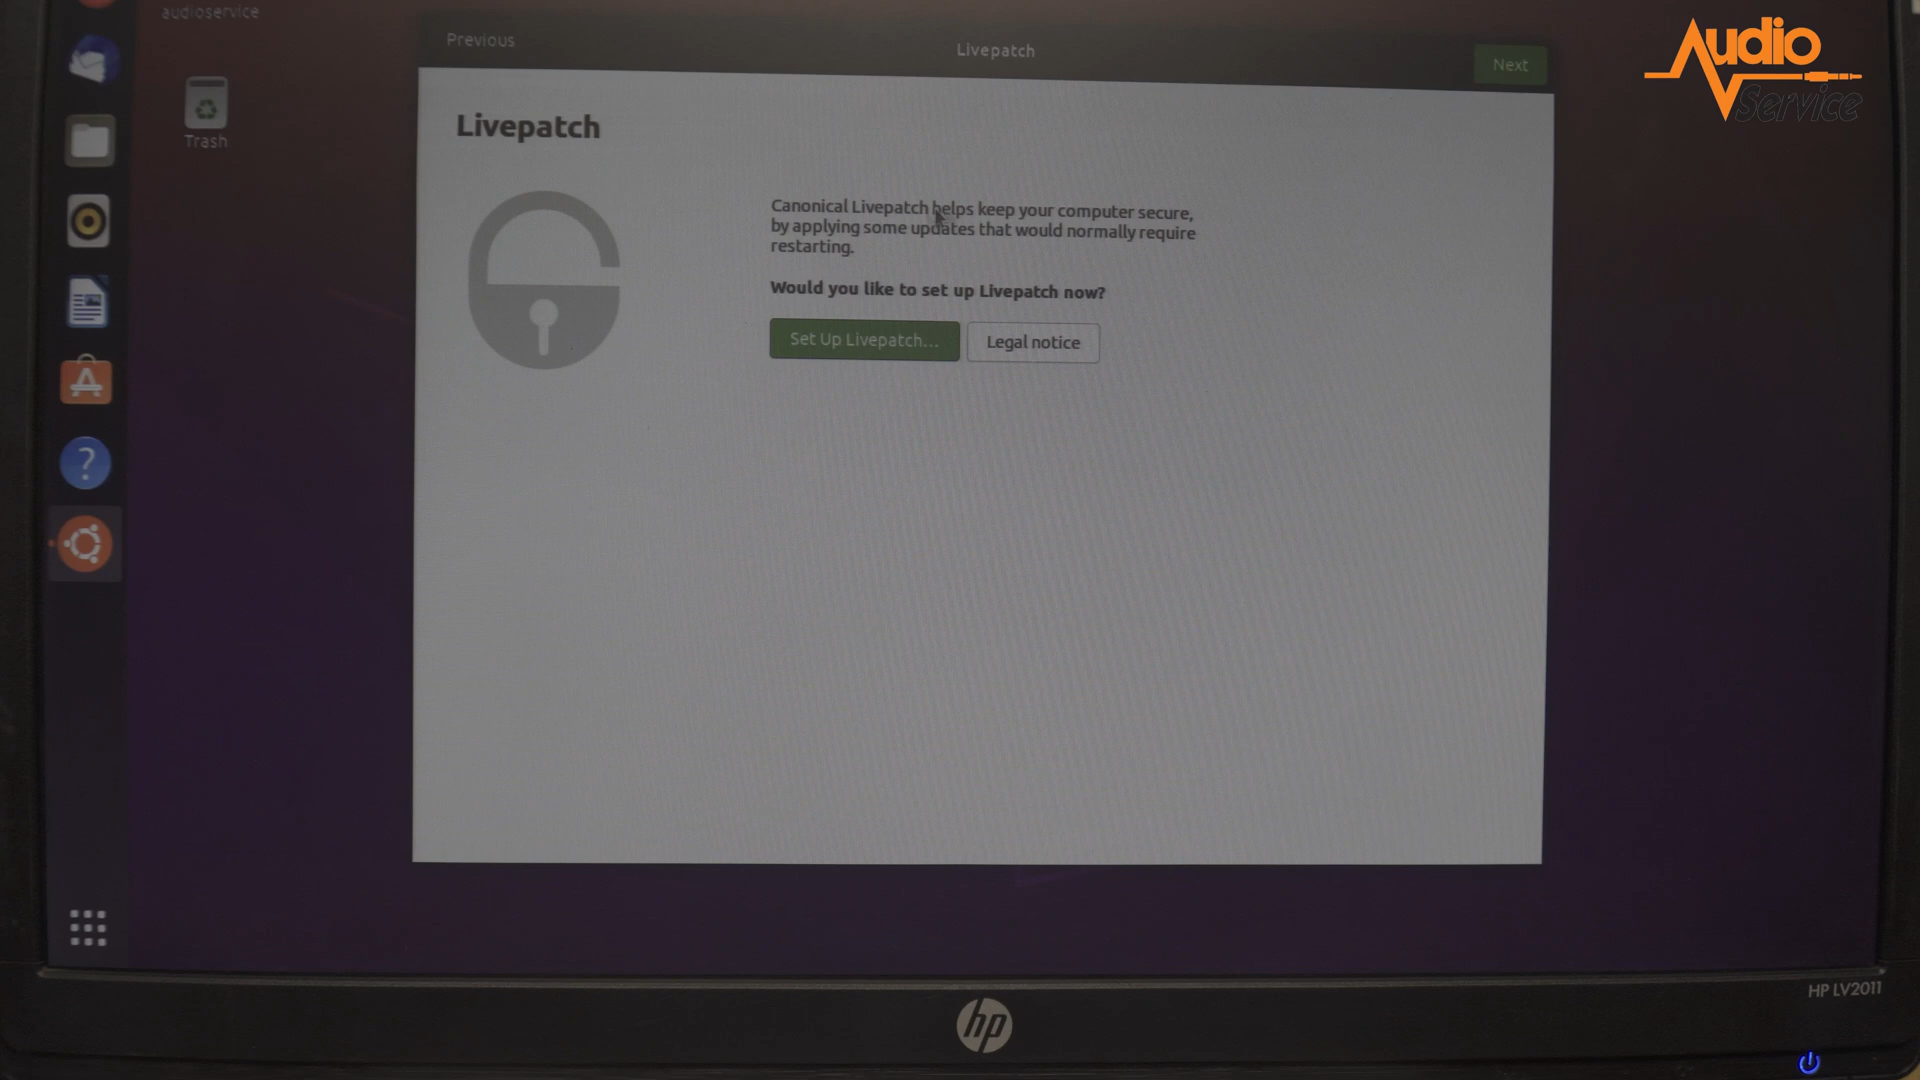 audioservice
Previous
Livepatch
Next
Audio
Service
Trash
Livepatch
Canonical Livepatch helps keep your computer secure,
by applying some updates that would normally require
restarting.
Would you like to set up Livepatch now?
Set Up Livepatch...
Legal notice
?
hp
HP LV2011